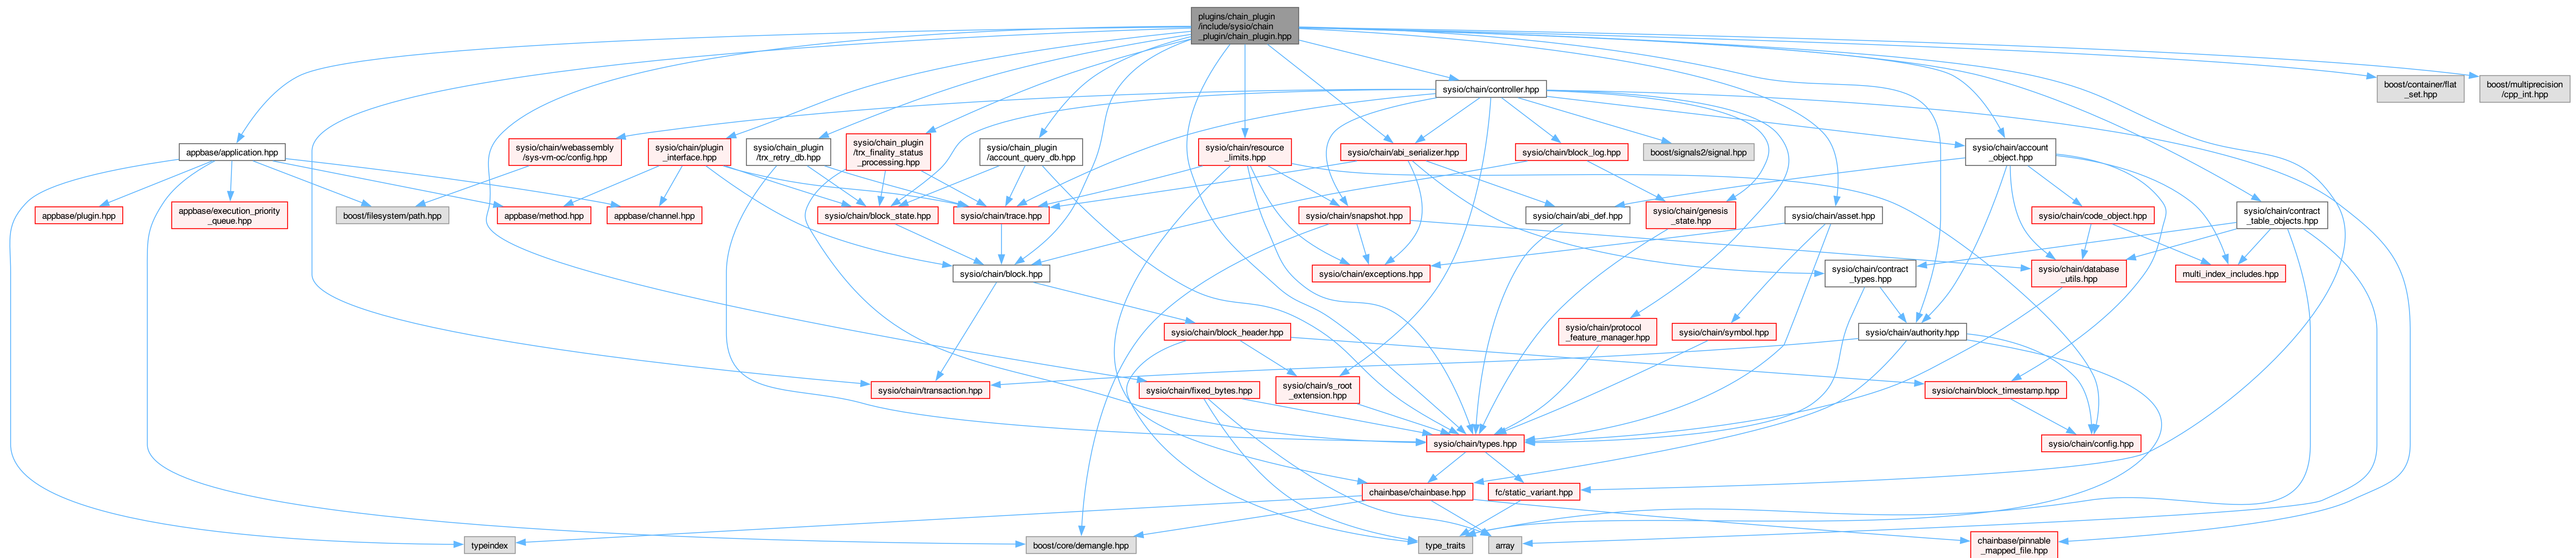 plugins/chain_plugin
/include/sysio/chain
_plugin/chain_plugin.hpp
boost/container/flat
_set.hpp
boost/multiprecision
/cpp_int.hpp
sysio/chain/controller.hpp
appbase/application.hpp
sysio/chain/webassembly
/sys-vm-oc/config.hpp
sysio/chain/plugin
_interface.hpp
sysio/chain_plugin
/trx_retry_db.hpp
sysio/chain_plugin
/trx_finality_status
_processing.hpp
sysio/chain_plugin
/account_query_db.hpp
sysio/chain/resource
_limits.hpp
sysio/chain/abi_serializer.hpp
sysio/chain/block_log.hpp
boost/signals2/signal.hpp
sysio/chain/account
_object.hpp
appbase/plugin.hpp
appbase/execution_priority
_queue.hpp
boost/filesystem/path.hpp
appbase/method.hpp
appbase/channel.hpp
sysio/chain/block_state.hpp
sysio/chain/trace.hpp
sysio/chain/snapshot.hpp
sysio/chain/abi_def.hpp
sysio/chain/genesis
_state.hpp
sysio/chain/asset.hpp
sysio/chain/code_object.hpp
sysio/chain/contract
_table_objects.hpp
sysio/chain/block.hpp
sysio/chain/exceptions.hpp
sysio/chain/contract
_types.hpp
sysio/chain/database
_utils.hpp
multi_index_includes.hpp
sysio/chain/block_header.hpp
sysio/chain/protocol
_feature_manager.hpp
sysio/chain/symbol.hpp
sysio/chain/authority.hpp
sysio/chain/transaction.hpp
sysio/chain/fixed_bytes.hpp
sysio/chain/s_root
_extension.hpp
sysio/chain/block_timestamp.hpp
sysio/chain/types.hpp
sysio/chain/config.hpp
chainbase/chainbase.hpp
fc/static_variant.hpp
typeindex
boost/core/demangle.hpp
type_traits
array
chainbase/pinnable
_mapped_file.hpp